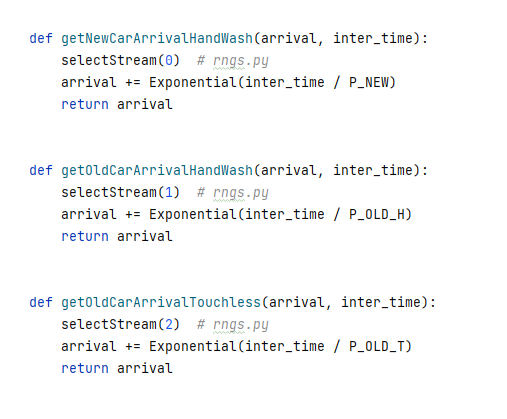 def getNewCarArrivalHandWash(arrival, inter_time):
    selectStream(0)  # rngs.py
    arrival += Exponential(inter_time / P_NEW)
    return arrival
def getOldCarArrivalHandWash(arrival, inter_time):
    selectStream(1)  # rngs.py
    arrival += Exponential(inter_time / P_OLD_H)
    return arrival
def getOldCarArrivalTouchless(arrival, inter_time):
    selectStream(2)  # rngs.py
    arrival += Exponential(inter_time / P_OLD_T)
    return arrival